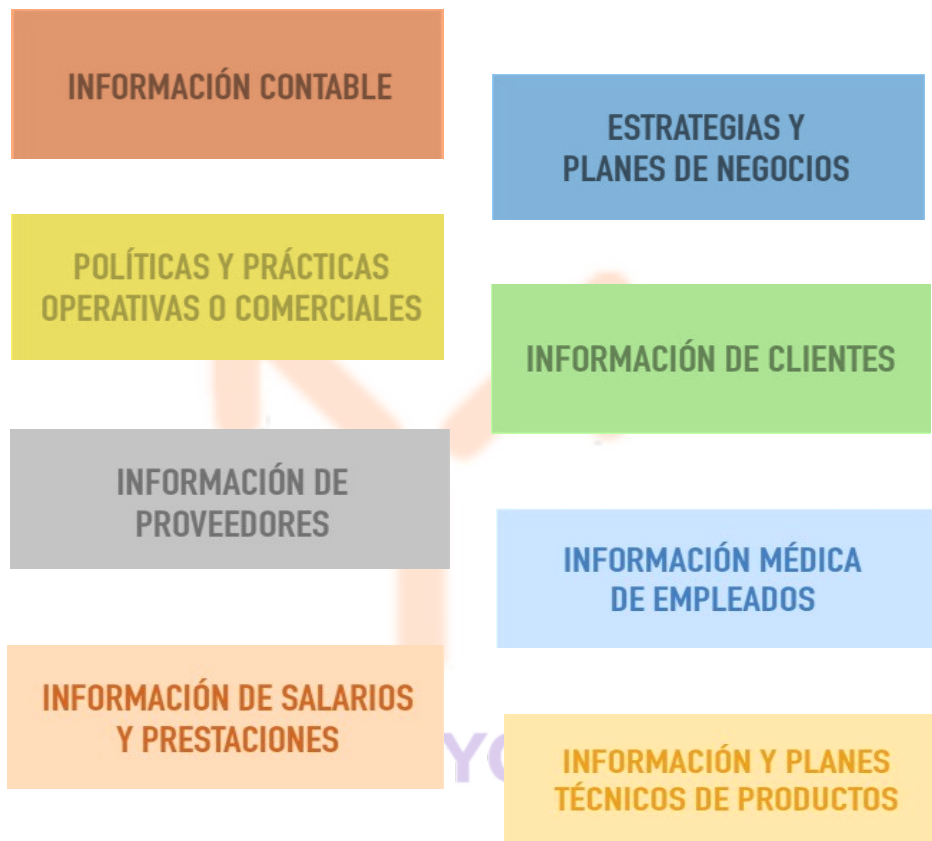 INFORMACIÓN CONTABLE
ESTRATEGIAS Y
PLANES DE NEGOCIOS
POLÍTICAS Y PRÁCTICAS
OPERATIVAS O COMERCIALES
INFORMACIÓN DE CLIENTES
INFORMACIÓN DE
PROVEEDORES
INFORMACIÓN MÉDICA
DE EMPLEADOS
INFORMACIÓN DE SALARIOS
Y PRESTACIONES
INFORMACIÓN Y PLANES
TÉCNICOS DE PRODUCTOS